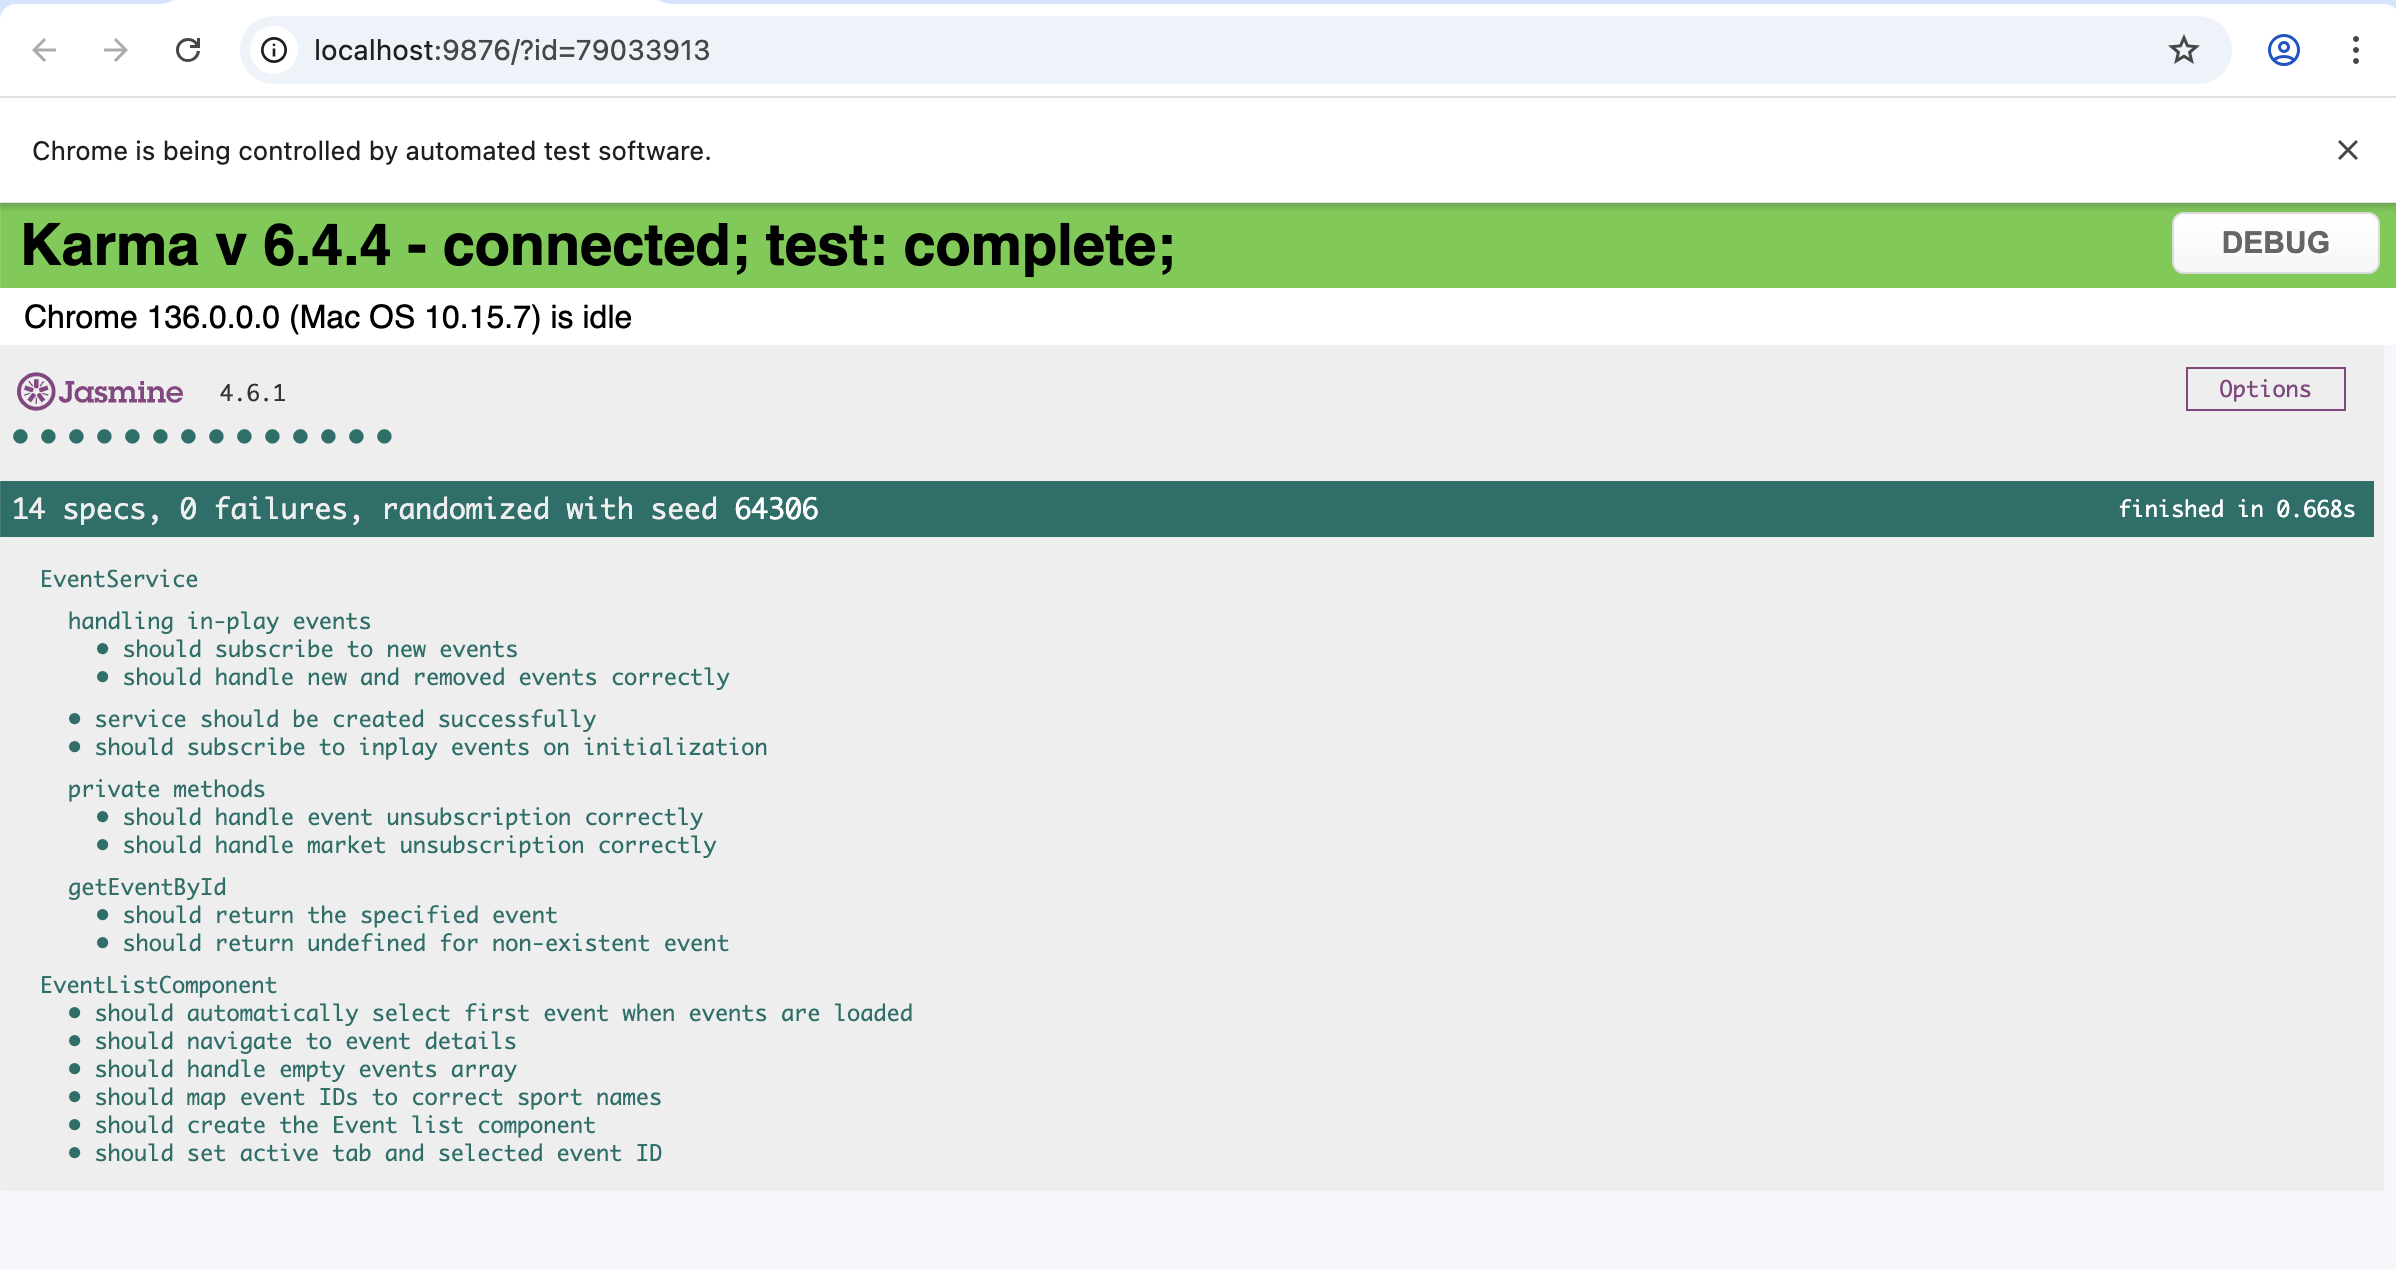 localhost:9876/?id=79033913
Chrome is being controlled by automated test software.
Karma v 6.4.4 - connected; test: complete;
DEBUG
Chrome 136.0.0.0 (Mac OS 10.15.7) is idle
Jasmine 4.6.1
Options
14 specs, 0 failures, randomized with seed 64306
finished in 0.668s
EventService
handling in-play events
• should subscribe to new events
• should handle new and removed events correctly
• service should be created successfully
• should subscribe to inplay events on initialization
private methods
• should handle event unsubscription correctly
• should handle market unsubscription correctly
getEventById
• should return the specified event
• should return undefined for non-existent event
EventListComponent
• should automatically select first event when events are loaded
• should navigate to event details
• should handle empty events array
• should map event IDs to correct sport names
• should create the Event list component
• should set active tab and selected event ID